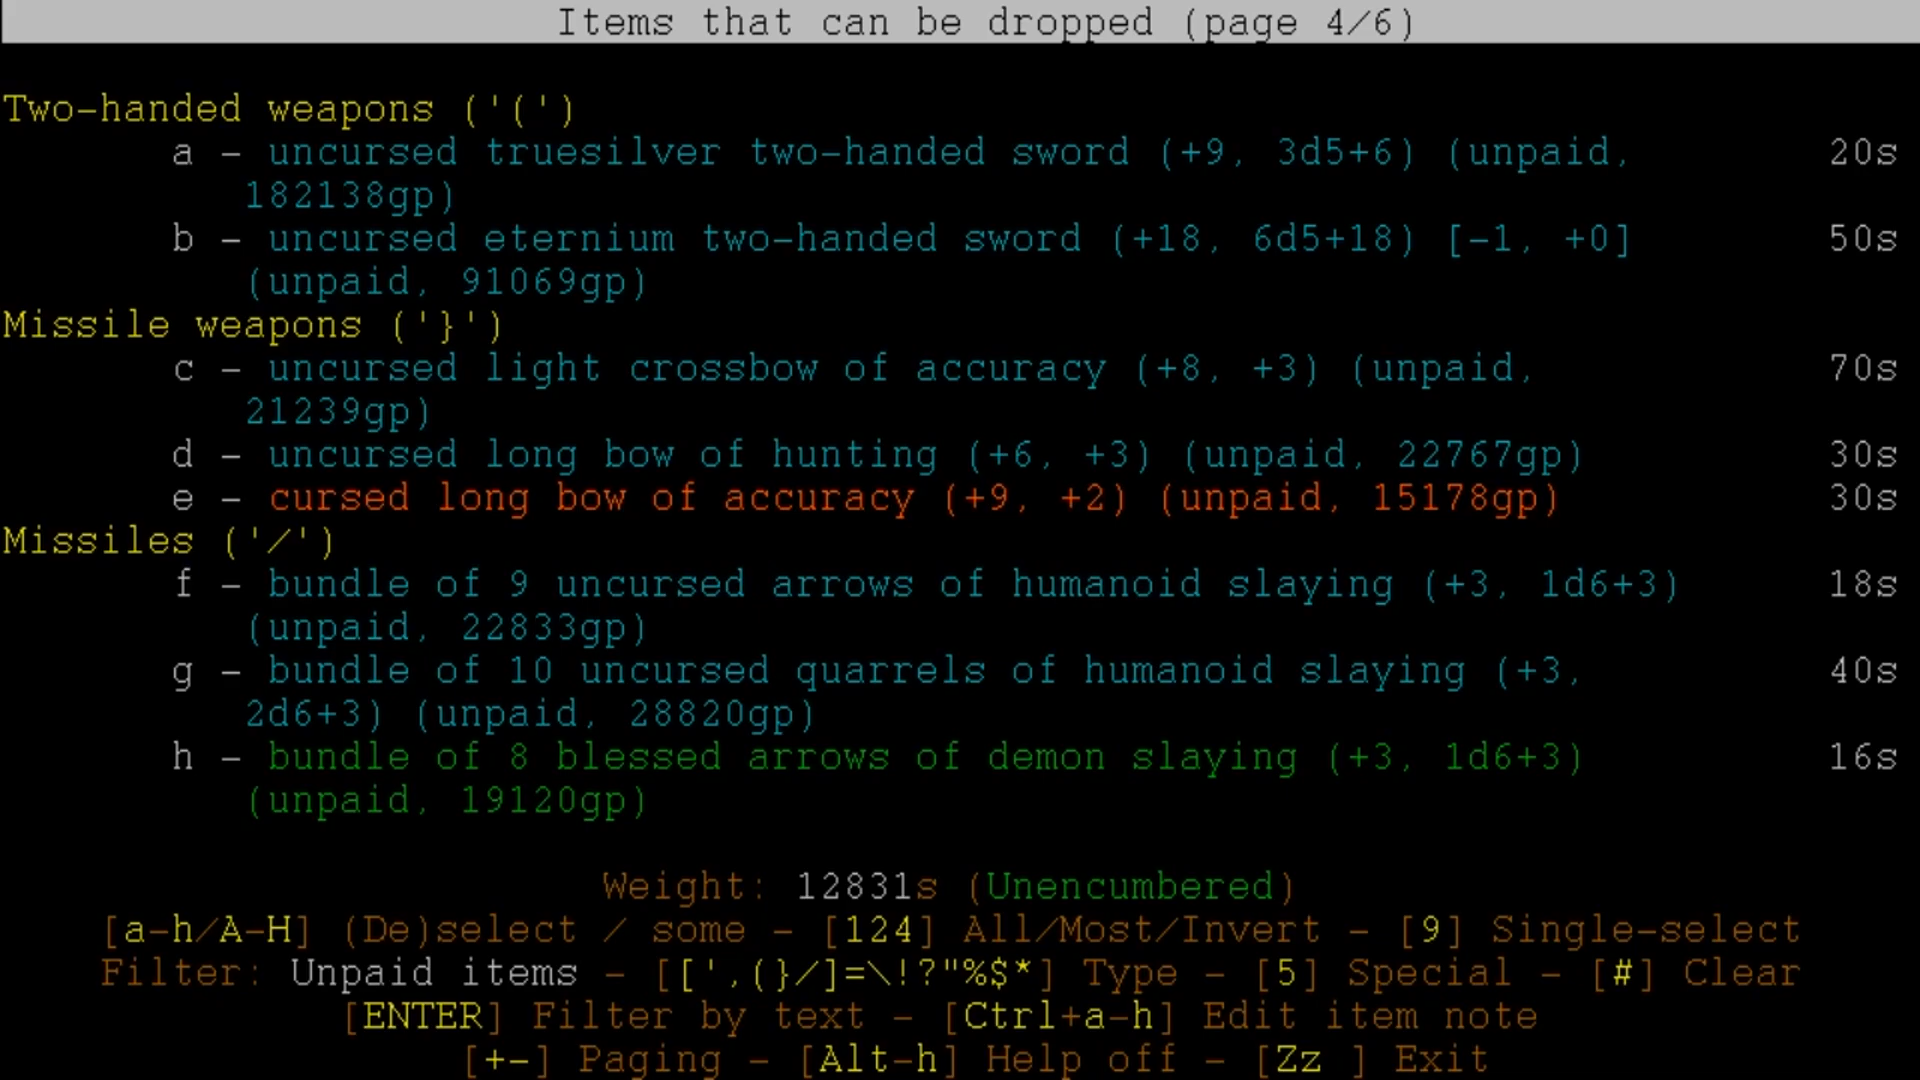 Items that can be dropped (page 4/6)
Two-handed weapons ('(')
a - uncursed truesilver two-handed sword (+9, 3d5+6) (unpaid, 20s
182138gp)
b - uncursed eternium two-handed sword (+18, 6d5+18) [-1, +0] 50s
(unpaid, 91069gp)
Missile weapons ('}')
c - uncursed light crossbow of accuracy (+8, +3) (unpaid, 70s
21239gp)
d - uncursed long bow of hunting (+6, +3) (unpaid, 22767gp) 30s
e - cursed long bow of accuracy (+9, +2) (unpaid, 15178gp) 30s
Missiles ('/')
f - bundle of 9 uncursed arrows of humanoid slaying (+3, 1d6+3) 18s
(unpaid, 22833gp)
g - bundle of 10 uncursed quarrels of humanoid slaying (+3, 40s
2d6+3) (unpaid, 28820gp)
h - bundle of 8 blessed arrows of demon slaying (+3, 1d6+3) 16s
(unpaid, 19120gp)
Weight: 12831s (Unencumbered)
[a-h/A-H] (De)select / some - [124] All/Most/Invert - [9] Single-select
Filter: Unpaid items - [[',(}/]=\!?"%$*] Type - [5] Special - [#] Clear
[ENTER] Filter by text - [Ctrl+a-h] Edit item note
[+-] Paging - [Alt-h] Help off - [Zz ] Exit